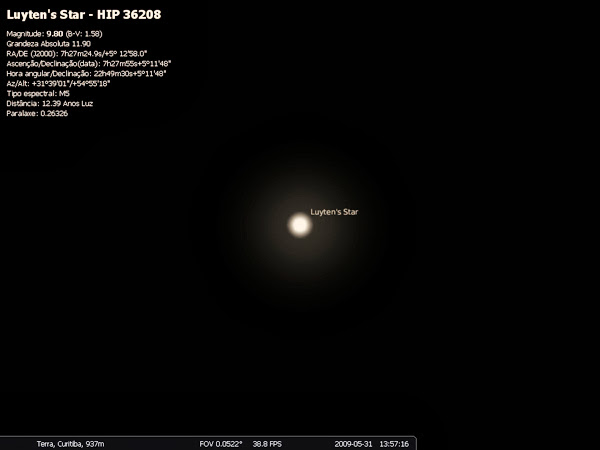 Luyten's Star - HIP 36208
Magnitude: 9.80 (B-V: 1.58)
Grandeza Absoluta 11.90
RA/DE (J2000): 7h27m24.9s/+5° 12'58.0"
Ascenção/Declinação(data): 7h27m55s+5°11'48"
Hora angular/Declinação: 22h49m30s+5°11'48"
Az/Alt: +31°39'01"/+54°55'18"
Tipo espectral: M5
Distância: 12.39 Anos Luz
Paralaxe: 0.26326
Luyten's Star
Terra, Curitiba, 937m FOV 0.0522° 38.8 FPS 2009-05-31 13:57:16